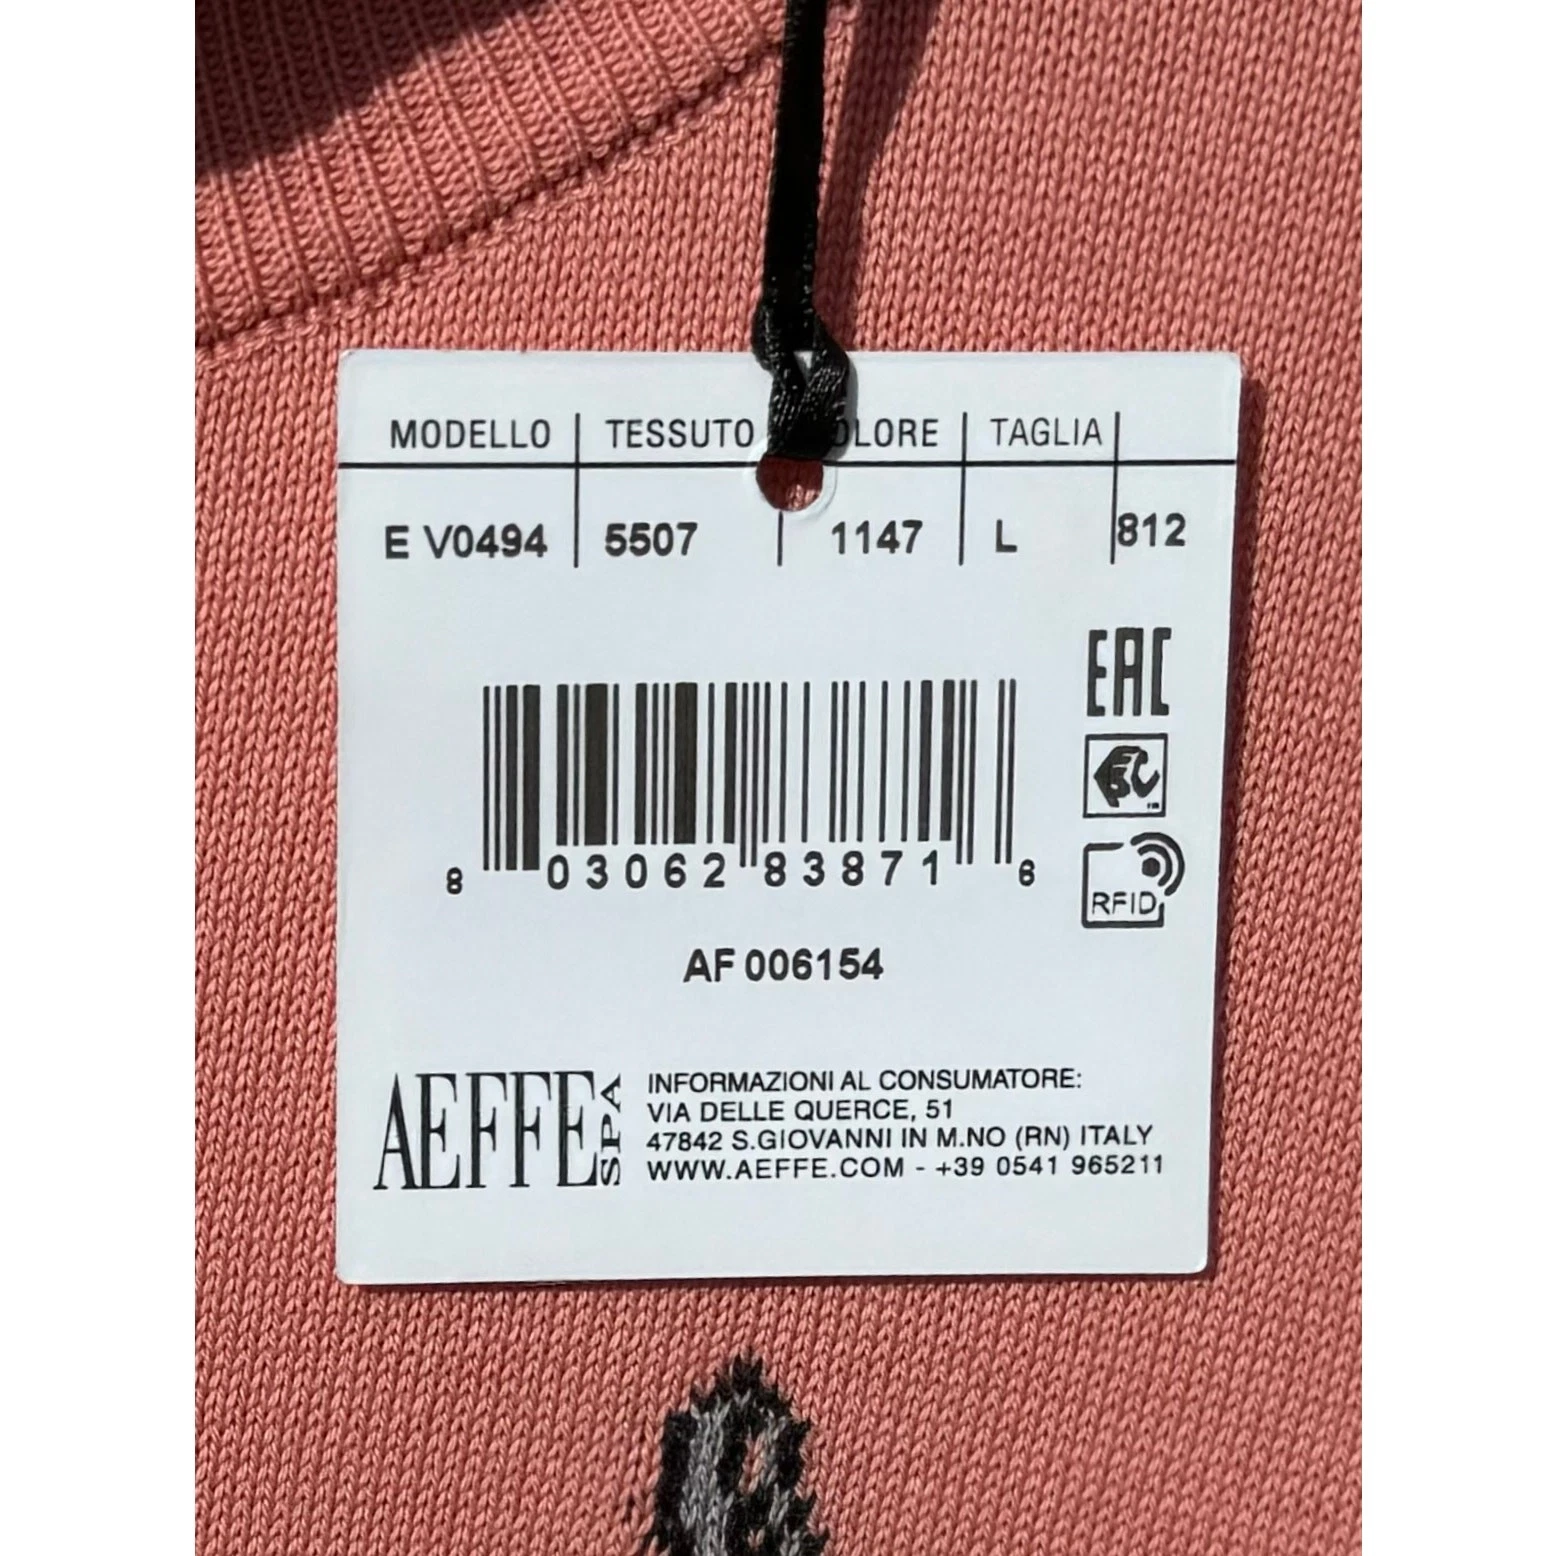 MODELLO TESSUTO OLORE TAGLIA
E V0494 5507 1147 L 812
EAC
8 03062 83871 6
RFID
AF 006154
AEFFE SPA
INFORMAZIONI AL CONSUMATORE:
VIA DELLE QUERCE, 51
47842 S.GIOVANNI IN M.NO (RN) ITALY
WWW.AEFFE.COM - +39 0541 965211